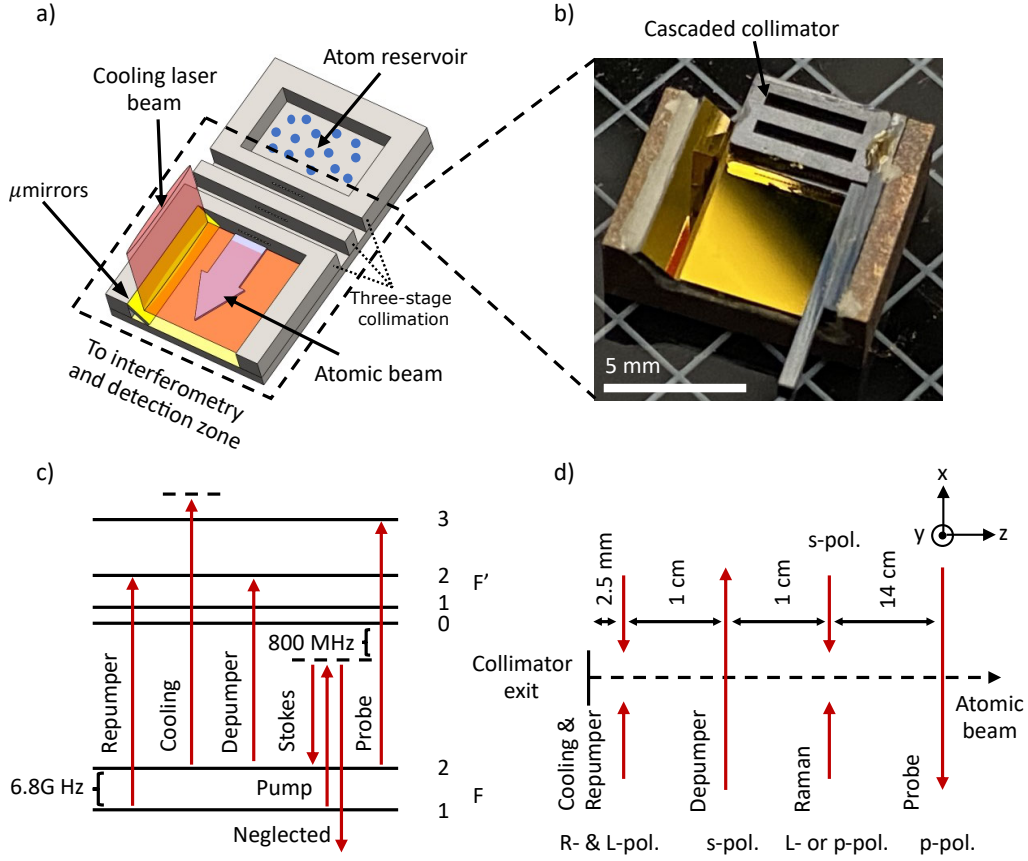 a)
Atom reservoir
Cooling laser
beam
μmirrors
Three-stage
collimation
Atomic beam
To interferometry
and detection zone
b)
Cascaded collimator
5 mm
c)
3
2
1
0
F’
800 MHz
Repumper
Cooling
Depumper
Stokes
Probe
Pump
6.8G Hz
2
F
1
Neglected
d)
x
y
z
s-pol.
2.5 mm
1 cm
1 cm
14 cm
Collimator
exit
Atomic
beam
Cooling &
Repumper
Depumper
Raman
Probe
R- & L-pol.
s-pol.
L- or p-pol.
p-pol.